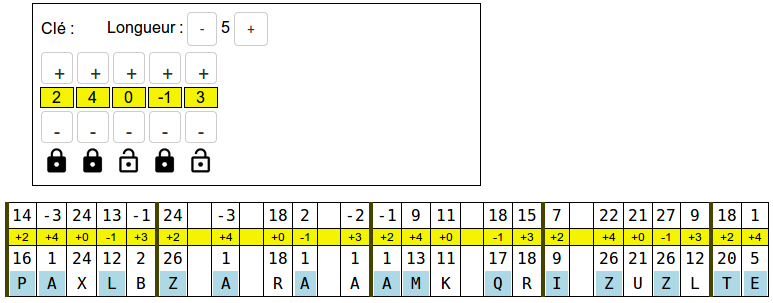 Clé : Longueur : - 5 +
+ + + + +
2 4 0 -1 3
- - - - -
14 -3 24 13 -1 24 -3 18 2 -2 -1 9 11 18 15 7 22 21 27 9 18 1
+2 +4 +0 -1 +3 +2 +4 +0 -1 +3 +2 +4 +0 -1 +3 +2 +4 +0 -1 +3 +2 +4
16 1 24 12 2 26 1 18 1 1 1 13 11 17 18 9 26 21 26 12 20 5
P A X L B Z A R A A A M K Q R I Z U Z L T E